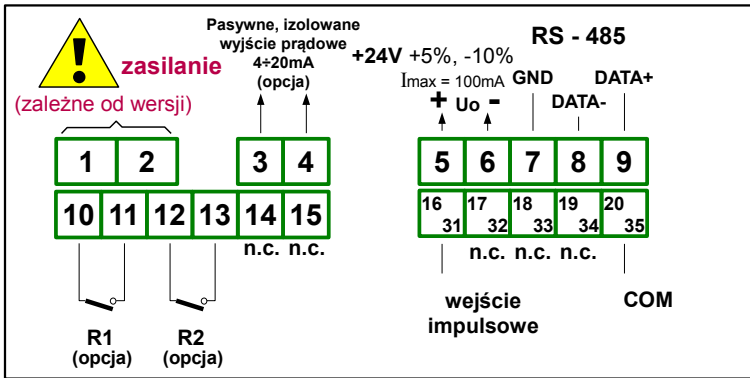 zasilanie
(zależne od wersji)
Pasywne, izolowane
wyjście prądowe
4÷20mA
(opcja)
+24V +5%, -10%
Imax = 100mA
+ Uo -
RS - 485
GND
DATA-
DATA+
1 2 3 4 5 6 7 8 9
10 11 12 13 14 15
16 17 18 19 20
31 32 33 34 35
n.c. n.c.
n.c. n.c. n.c.
R1
(opcja)
R2
(opcja)
wejście
impulsowe
COM